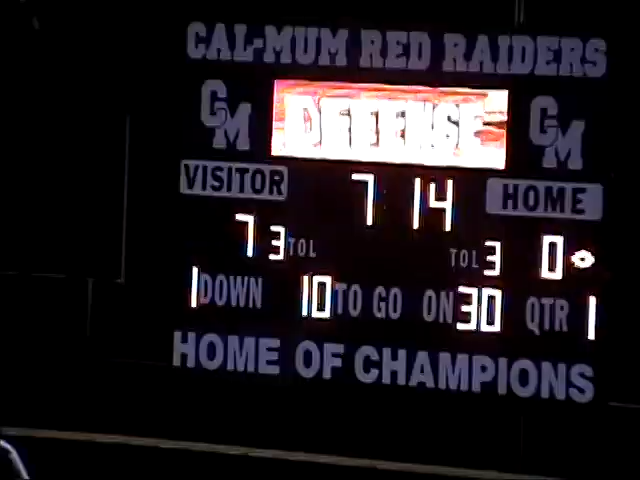 CAL-MUM RED RAIDERS
CM DEFENSE CM
VISITOR 7 14 HOME
7 3 TOL TOL 3 0
1 DOWN 10 TO GO ON 30 QTR 1
HOME OF CHAMPIONS